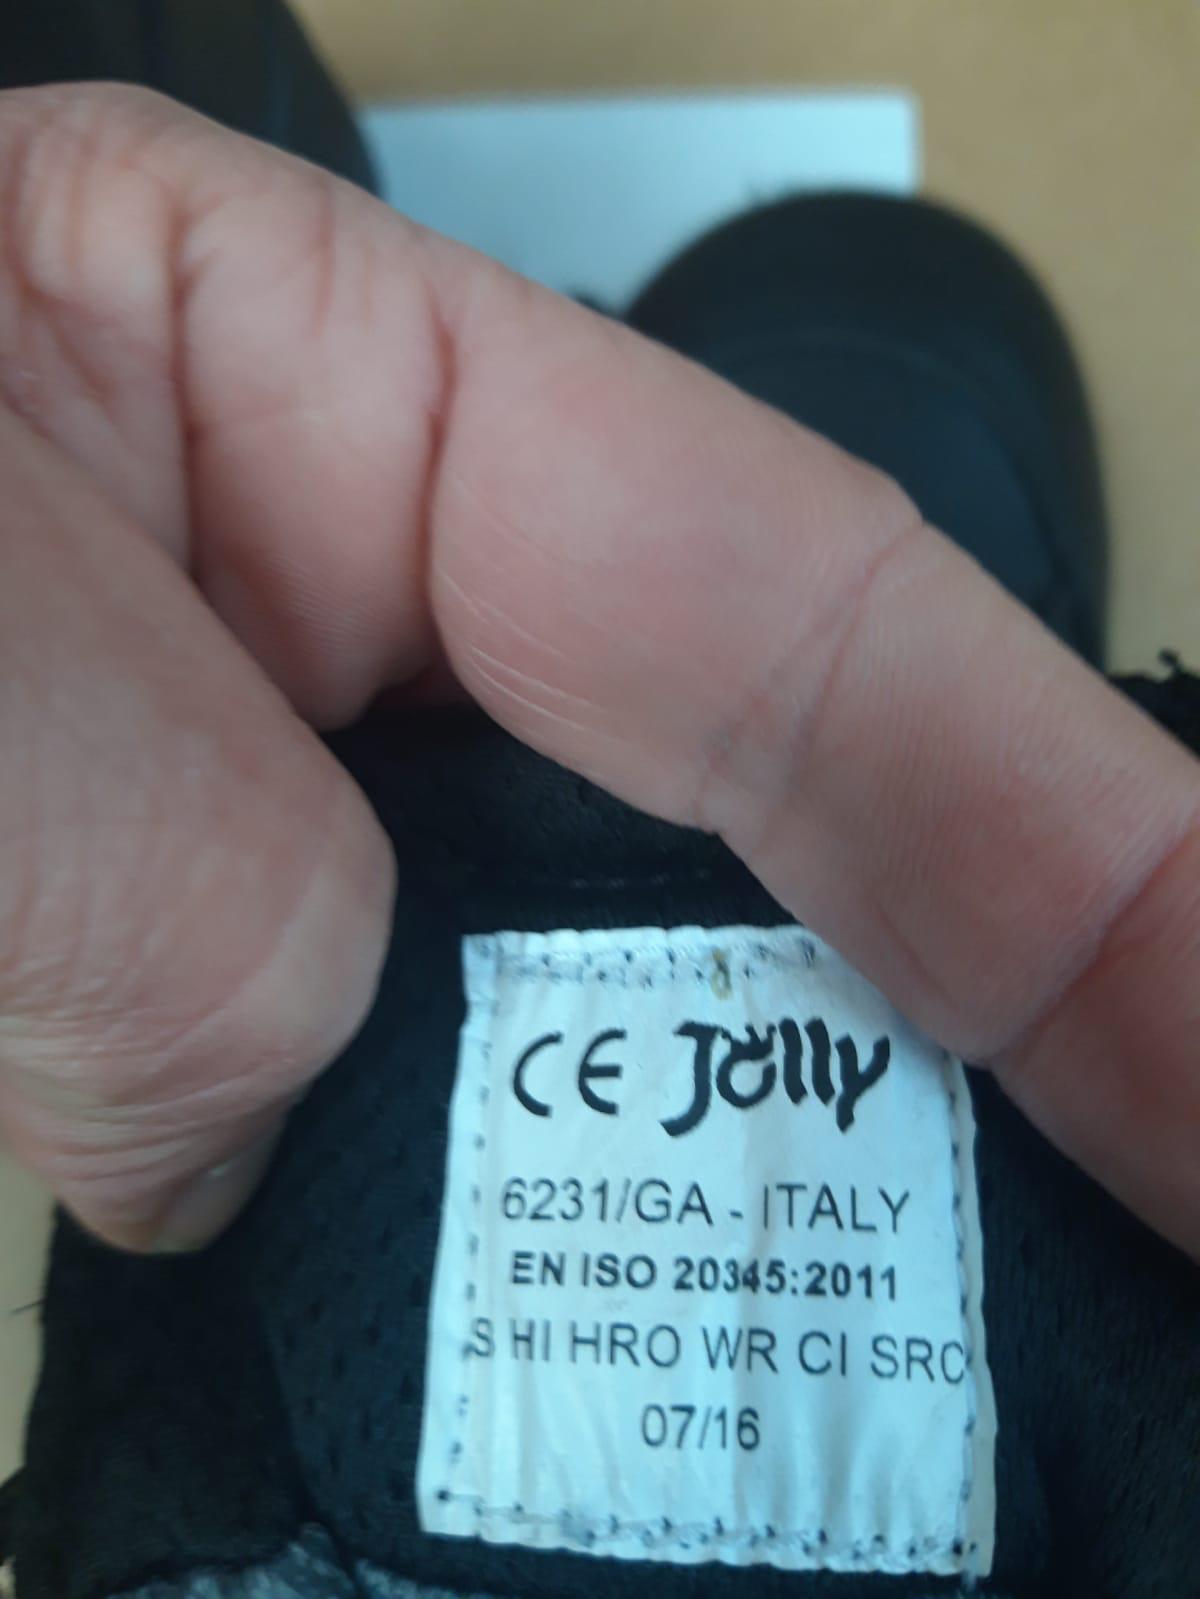 CE Jolly
6231/GA - ITALY
EN ISO 20345:2011
HI HRO WR CI SRC
07/16